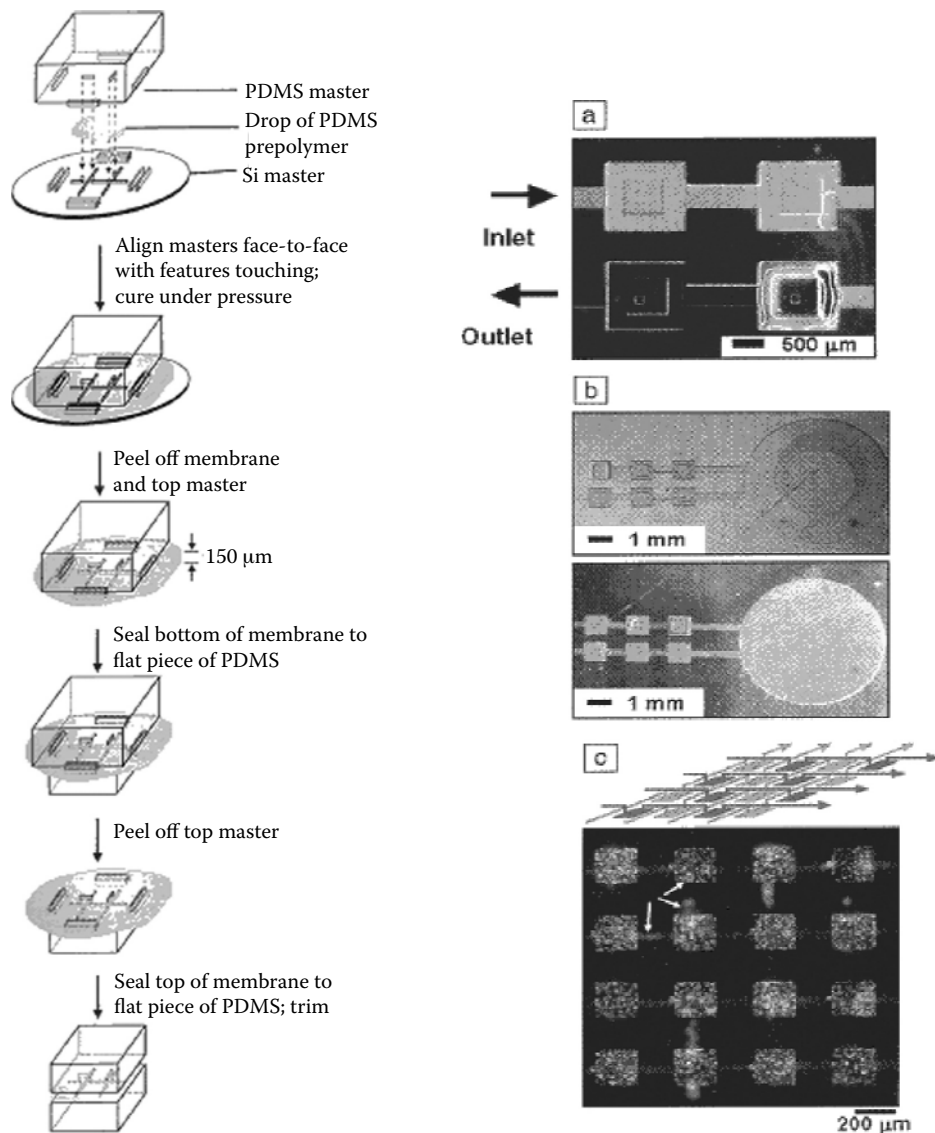 PDMS master
Drop of PDMS
prepolymer
Si master
Align masters face-to-face
with features touching;
cure under pressure
Peel off membrane
and top master
150 μm
Seal bottom of membrane to
flat piece of PDMS
Peel off top master
Seal top of membrane to
flat piece of PDMS; trim
a
Inlet
Outlet
500 μm
b
1 mm
1 mm
c
200 μm